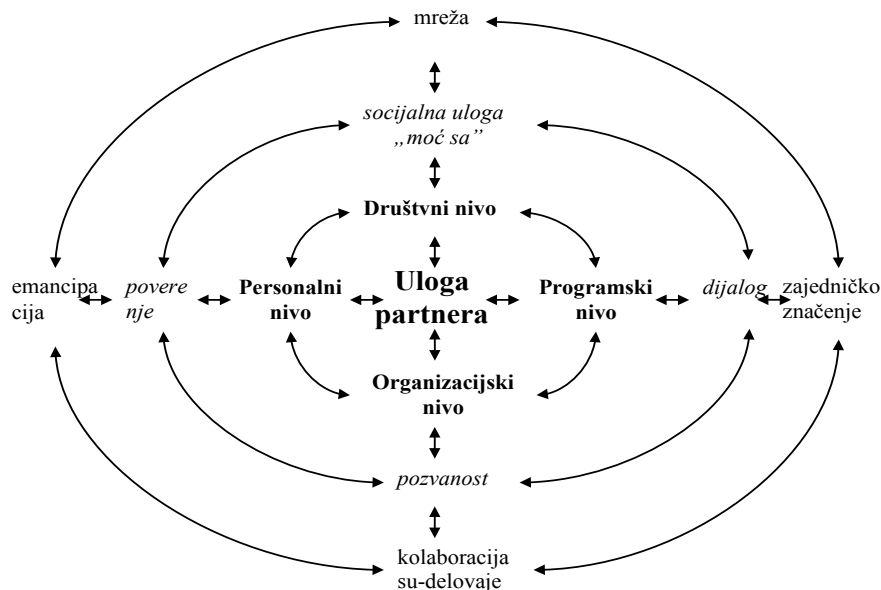 mreža
socijalna uloga
„moć sa”
Društvni nivo
emancipa
cija
povere
nje
Personalni
nivo
Uloga
partnera
Programski
nivo
dijalog
zajedničko
značenje
Organizacijski
nivo
pozvanost
kolaboracija
su-delovaje